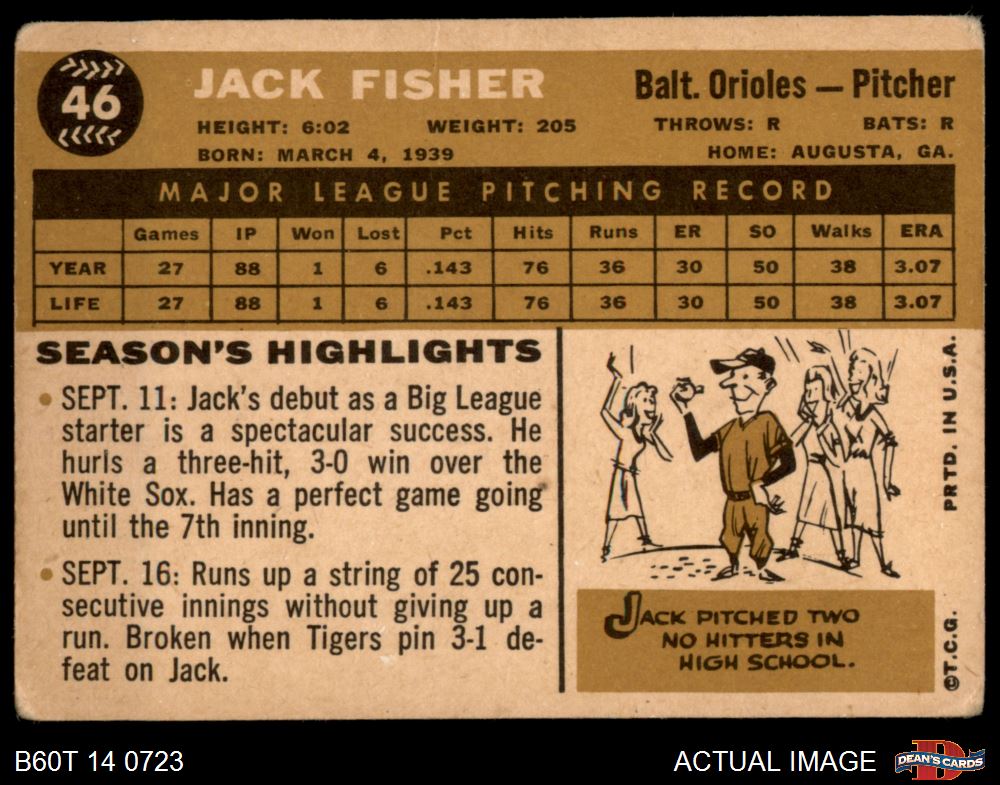 46
JACK FISHER
Balt. Orioles — Pitcher
HEIGHT: 6:02 WEIGHT: 205 THROWS: R BATS: R
BORN: MARCH 4, 1939 HOME: AUGUSTA, GA.
MAJOR LEAGUE PITCHING RECORD
Games IP Won Lost Pct Hits Runs ER SO Walks ERA
YEAR 27 88 1 6 .143 76 36 30 50 38 3.07
LIFE 27 88 1 6 .143 76 36 30 50 38 3.07
SEASON'S HIGHLIGHTS
• SEPT. 11: Jack's debut as a Big League
starter is a spectacular success. He
hurls a three-hit, 3-0 win over the
White Sox. Has a perfect game going
until the 7th inning.
• SEPT. 16: Runs up a string of 25 con-
secutive innings without giving up a
run. Broken when Tigers pin 3-1 de-
feat on Jack.
JACK PITCHED TWO
NO HITTERS IN
HIGH SCHOOL.
©T.C.G. PRTD. IN U.S.A.
B60T 14 0723
ACTUAL IMAGE
DEAN'S CARDS